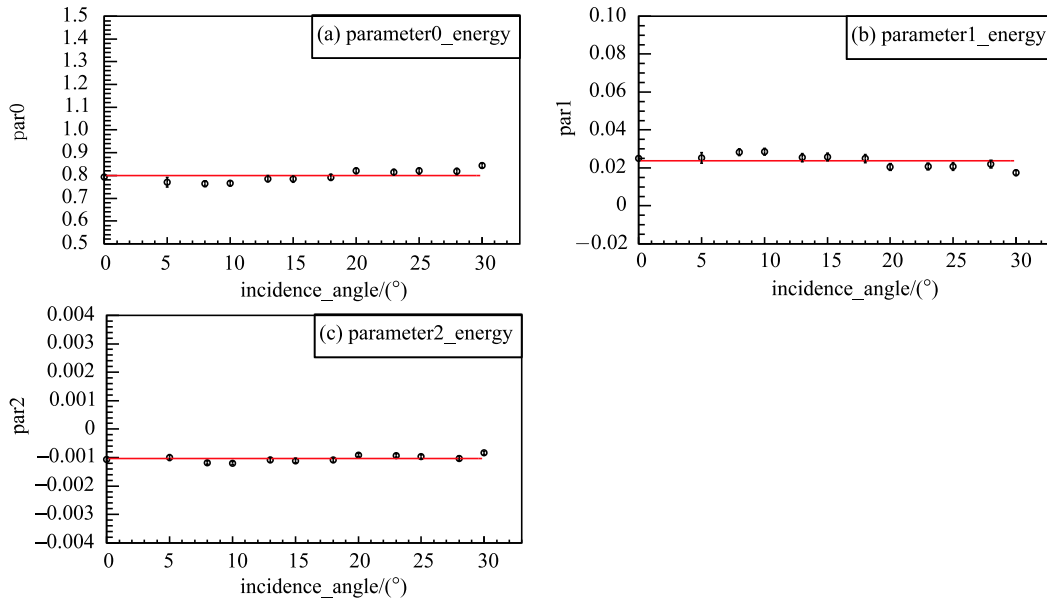 1.5
1.4
1.3
1.2
1.1
1.0
0.9
0.8
0.7
0.6
0.5
par0
(a) parameter0_energy
0 5 10 15 20 25 30
incidence_angle/(°)
0.10
0.08
0.06
0.04
0.02
0
−0.02
par1
(b) parameter1_energy
0 5 10 15 20 25 30
incidence_angle/(°)
0.004
0.003
0.002
0.001
0
−0.001
−0.002
−0.003
−0.004
par2
(c) parameter2_energy
0 5 10 15 20 25 30
incidence_angle/(°)